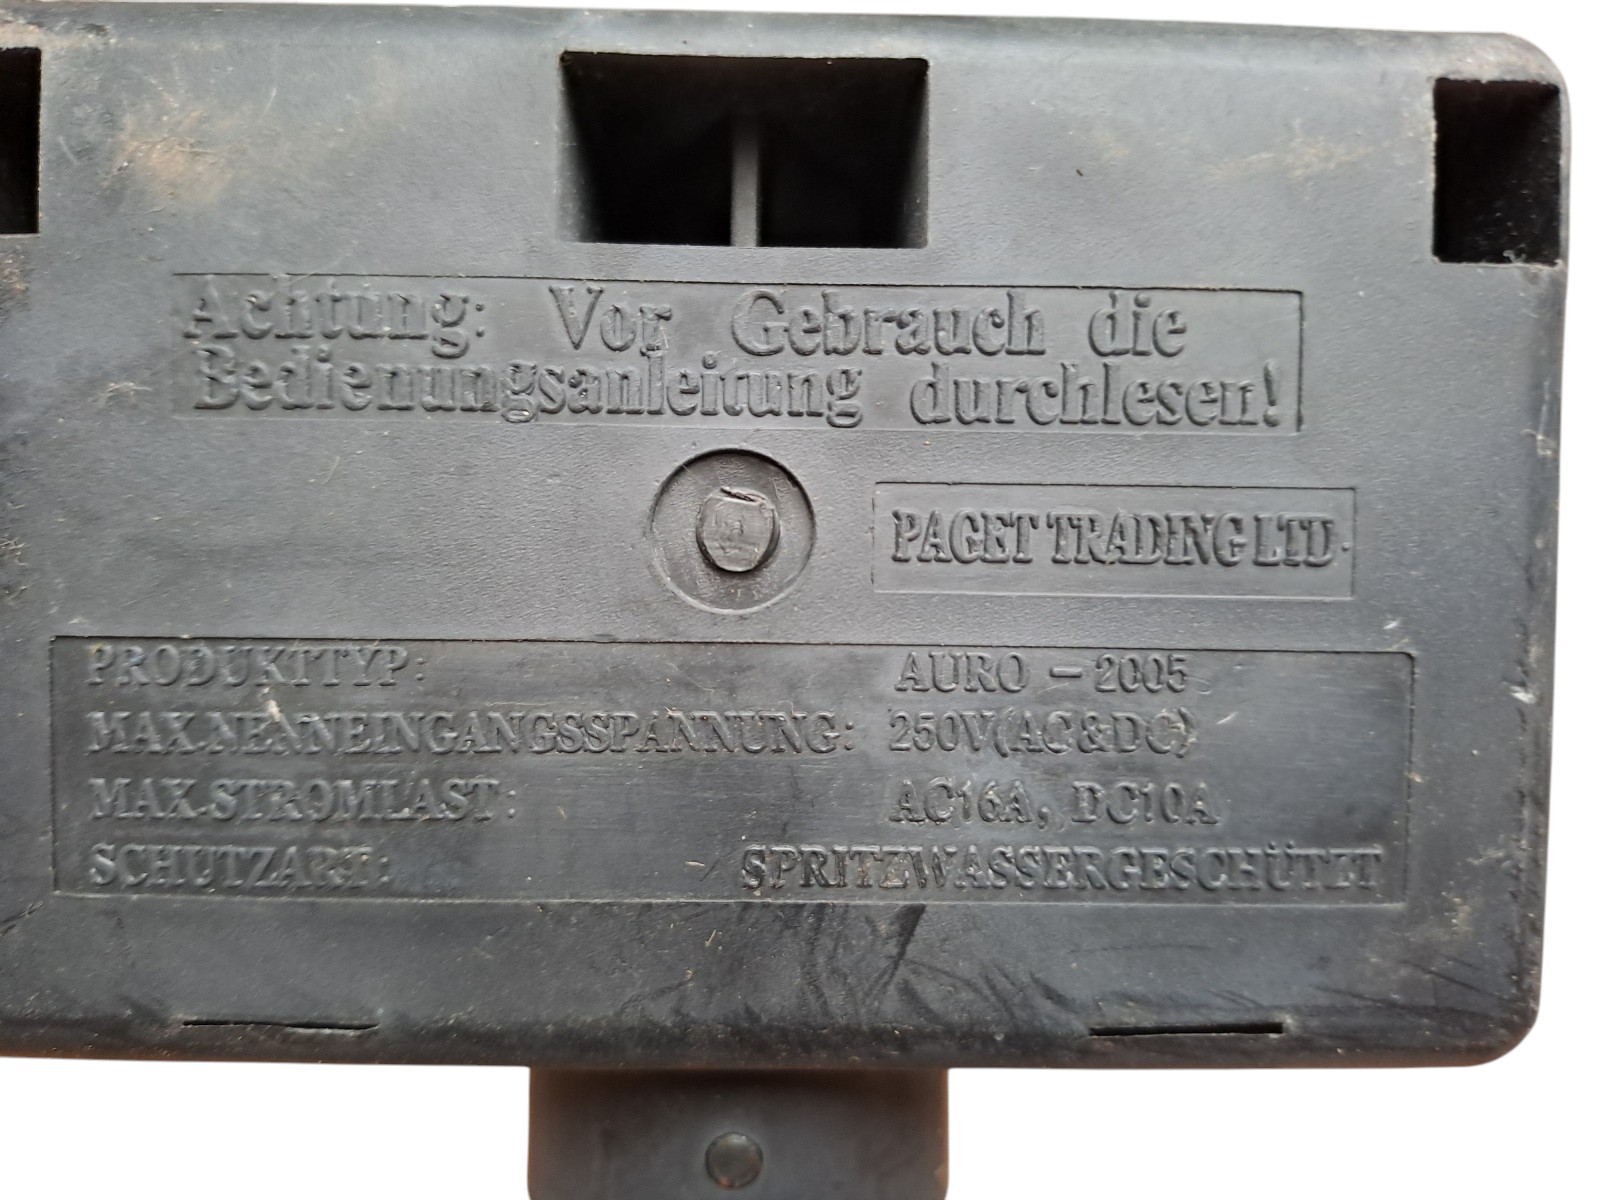 Achtung: Vor Gebrauch die
Bedienungsanleitung durchlesen!
PAGET TRADING LTD.
PRODUKTTYP: AURO - 2005
MAX.NENNEINGANGSSPANNUNG: 250V(AC&DC)
MAX.STROMLAST: AC16A, DC10A
SCHUTZART: SPRITZWASSERGESCHÜTZT